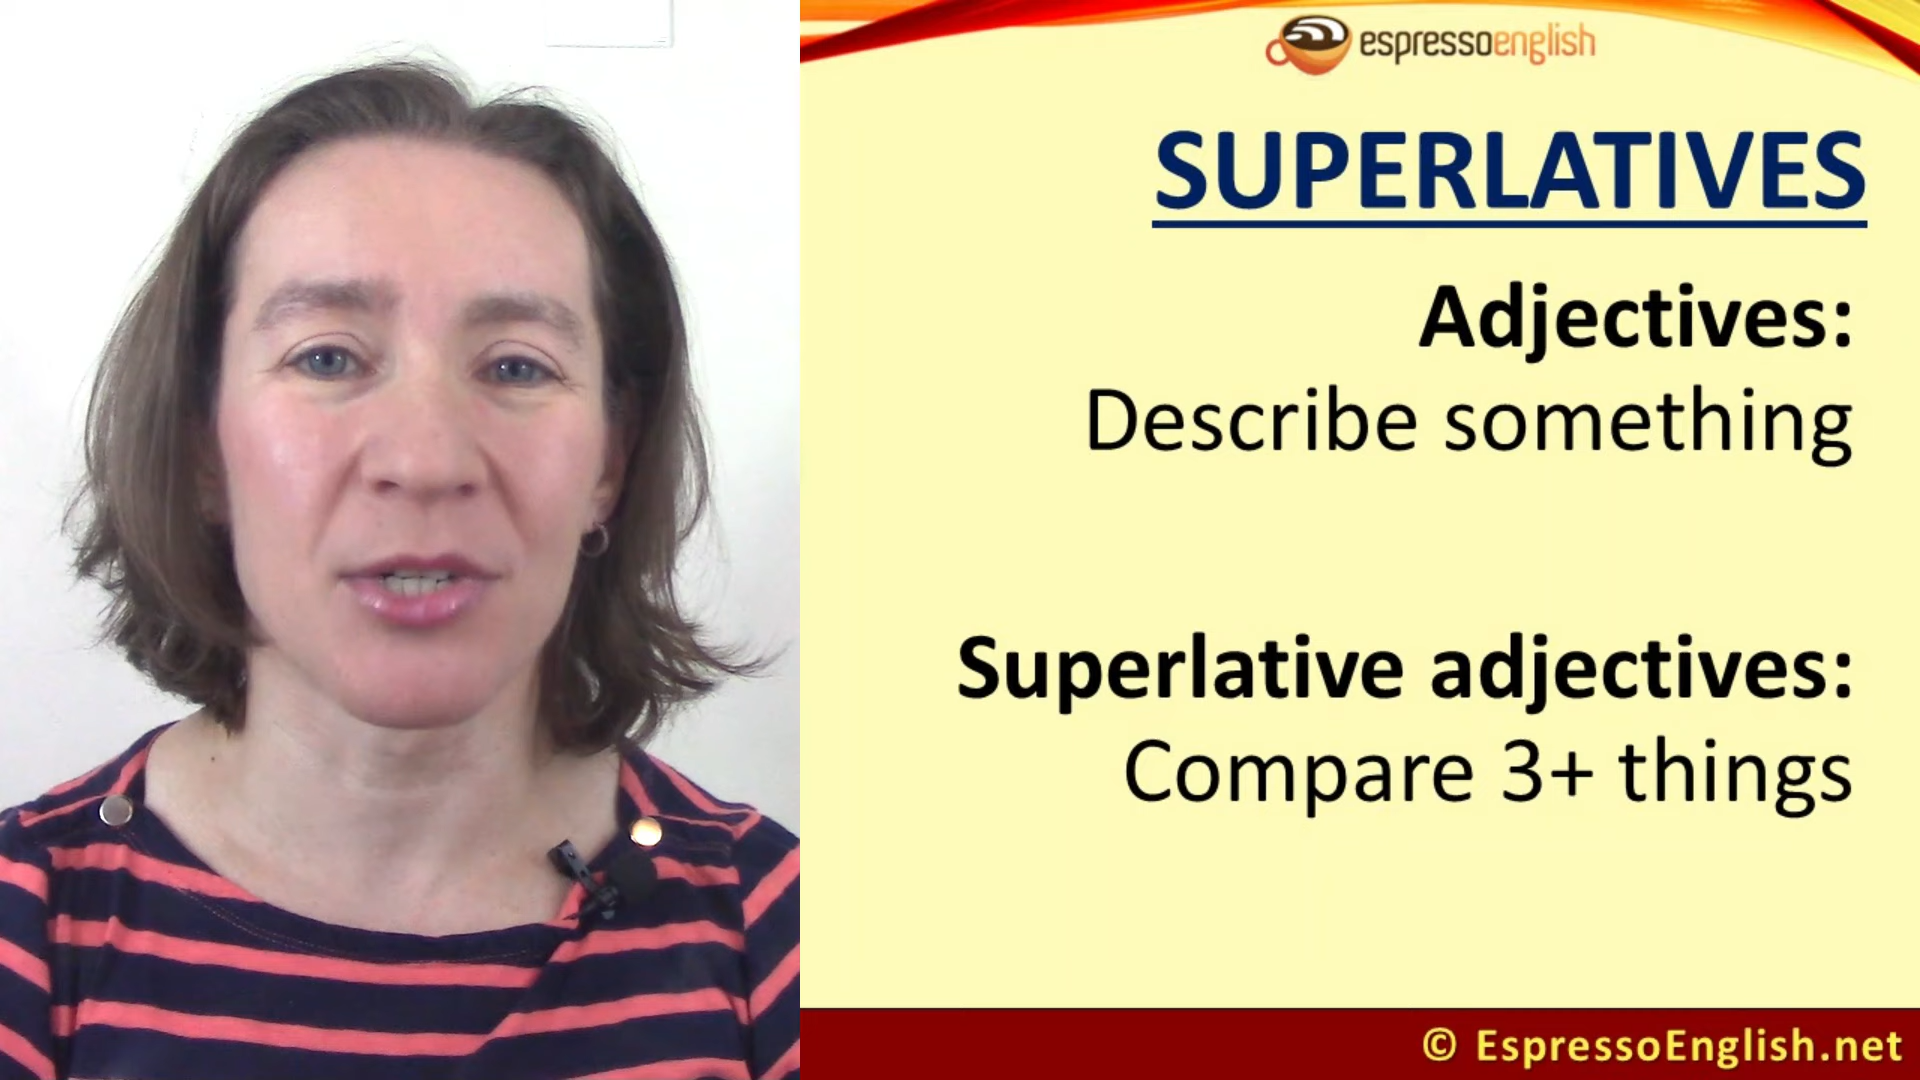 espressoenglish
SUPERLATIVES
Adjectives:
Describe something
Superlative adjectives:
Compare 3+ things
© EspressoEnglish.net